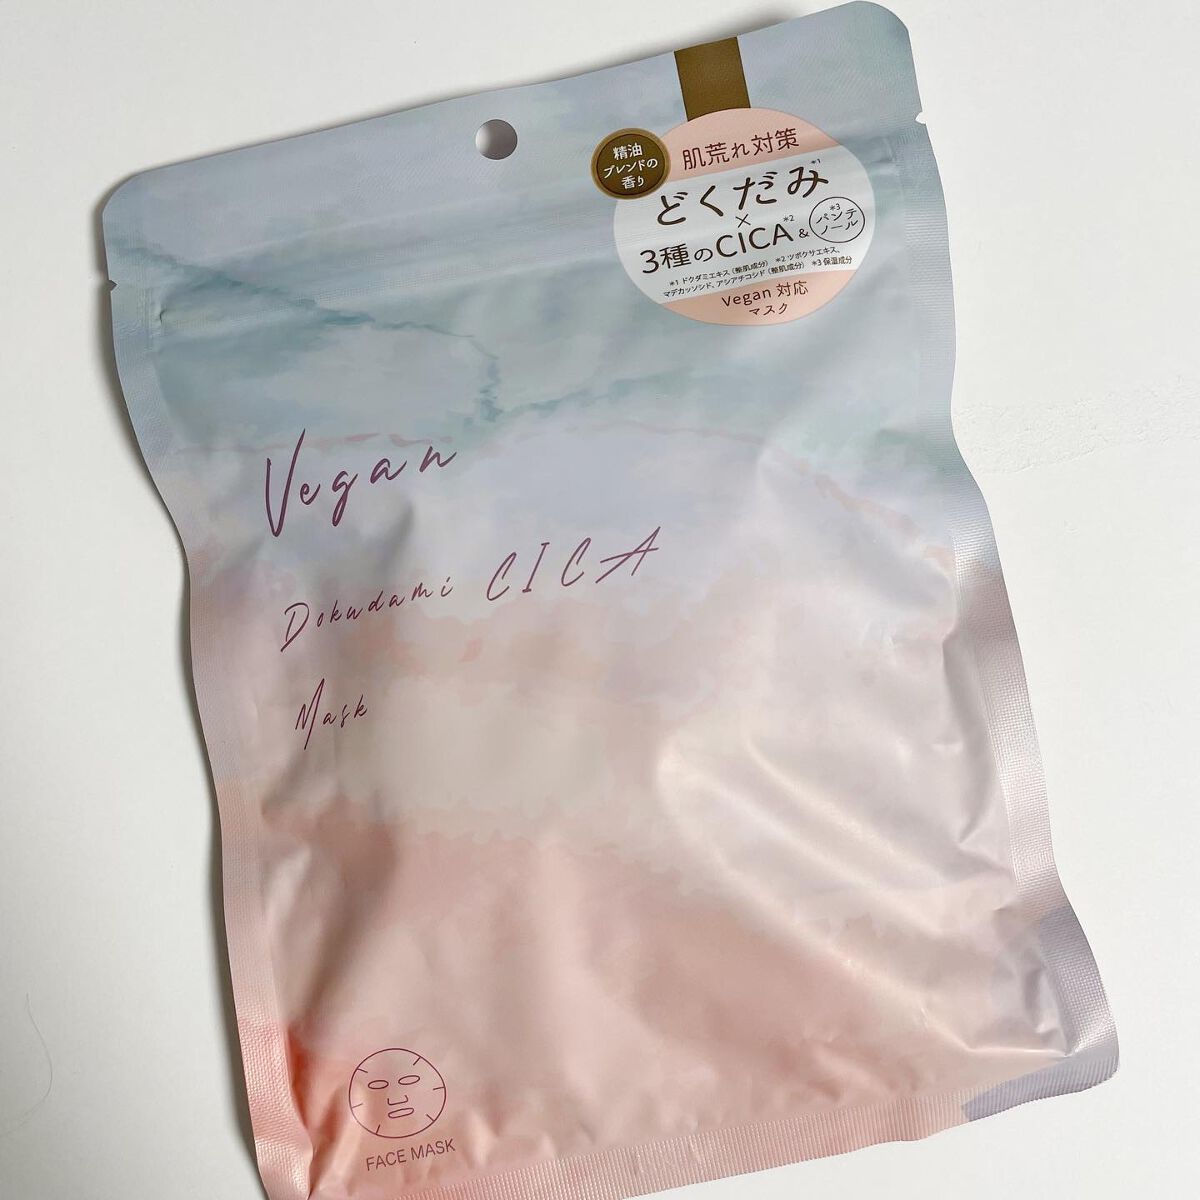 精油
ブレンドの
香り
肌荒れ対策
どくだみ*1
×
3種のCICA*2&パンテノール*3
*1 ドクダミエキス(整肌成分) *2 ツボクサエキス、
マデカッソシド、アシアチコシド(整肌成分) *3 保湿成分
Vegan 対応
マスク
Vegan
Dokudami CICA
Mask
FACE MASK